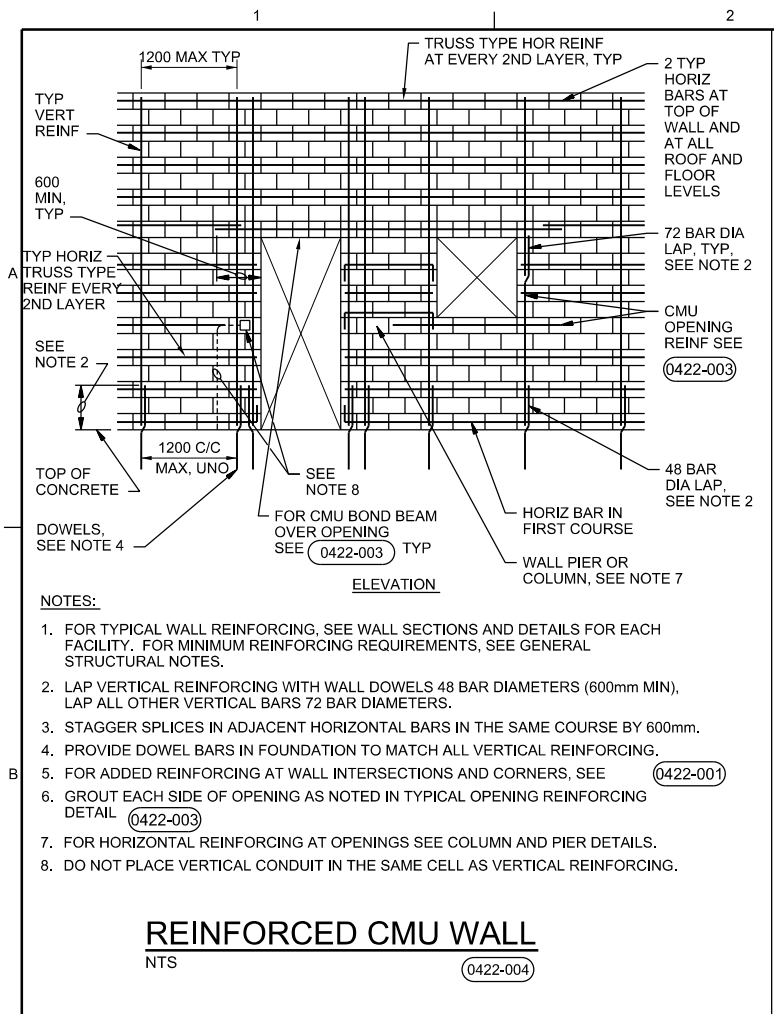 1
2
1200 MAX TYP
TRUSS TYPE HOR REINF
AT EVERY 2ND LAYER, TYP
2 TYP
HORIZ
BARS AT
TOP OF
WALL AND
AT ALL
ROOF AND
FLOOR
LEVELS
TYP
VERT
REINF
600
MIN,
TYP
72 BAR DIA
LAP, TYP,
SEE NOTE 2
A
TYP HORIZ
TRUSS TYPE
REINF EVERY
2ND LAYER
CMU
OPENING
REINF SEE
0422-003
SEE
NOTE 2
1200 C/C
MAX, UNO
TOP OF
CONCRETE
SEE
NOTE 8
48 BAR
DIA LAP,
SEE NOTE 2
DOWELS,
SEE NOTE 4
FOR CMU BOND BEAM
OVER OPENING
SEE 0422-003 TYP
HORIZ BAR IN
FIRST COURSE
WALL PIER OR
COLUMN, SEE NOTE 7
ELEVATION
NOTES:
1. FOR TYPICAL WALL REINFORCING, SEE WALL SECTIONS AND DETAILS FOR EACH
FACILITY. FOR MINIMUM REINFORCING REQUIREMENTS, SEE GENERAL
STRUCTURAL NOTES.
2. LAP VERTICAL REINFORCING WITH WALL DOWELS 48 BAR DIAMETERS (600mm MIN),
LAP ALL OTHER VERTICAL BARS 72 BAR DIAMETERS.
3. STAGGER SPLICES IN ADJACENT HORIZONTAL BARS IN THE SAME COURSE BY 600mm.
4. PROVIDE DOWEL BARS IN FOUNDATION TO MATCH ALL VERTICAL REINFORCING.
B
5. FOR ADDED REINFORCING AT WALL INTERSECTIONS AND CORNERS, SEE 0422-001
6. GROUT EACH SIDE OF OPENING AS NOTED IN TYPICAL OPENING REINFORCING
DETAIL 0422-003
7. FOR HORIZONTAL REINFORCING AT OPENINGS SEE COLUMN AND PIER DETAILS.
8. DO NOT PLACE VERTICAL CONDUIT IN THE SAME CELL AS VERTICAL REINFORCING.
REINFORCED CMU WALL
NTS
0422-004